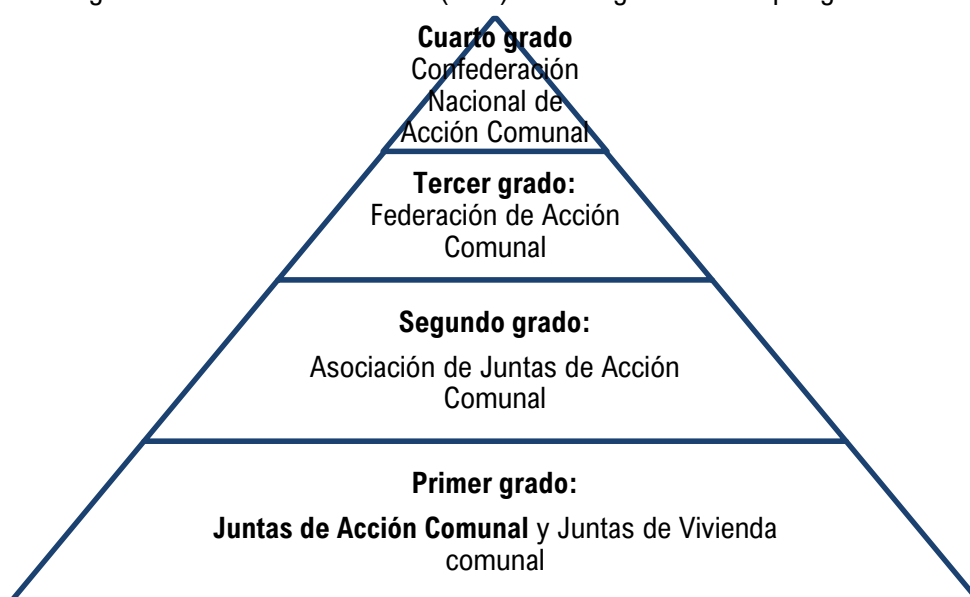 Cuarto grado
Confederación
Nacional de
Acción Comunal
Tercer grado:
Federación de Acción
Comunal
Segundo grado:
Asociación de Juntas de Acción
Comunal
Primer grado:
Juntas de Acción Comunal y Juntas de Vivienda
comunal